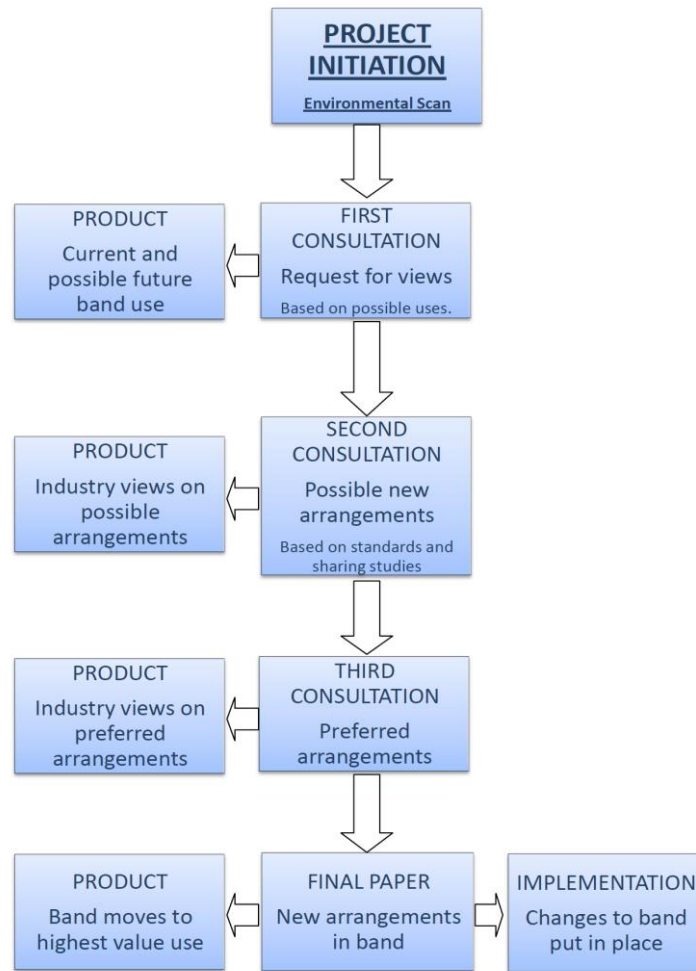 PROJECT
INITIATION
Environmental Scan
PRODUCT
Current and
possible future
band use
FIRST
CONSULTATION
Request for views
Based on possible uses.
PRODUCT
Industry views on
possible
arrangements
SECOND
CONSULTATION
Possible new
arrangements
Based on standards and
sharing studies
PRODUCT
Industry views on
preferred
arrangements
THIRD
CONSULTATION
Preferred
arrangements
PRODUCT
Band moves to
highest value use
FINAL PAPER
New arrangements
in band
IMPLEMENTATION
Changes to band
put in place